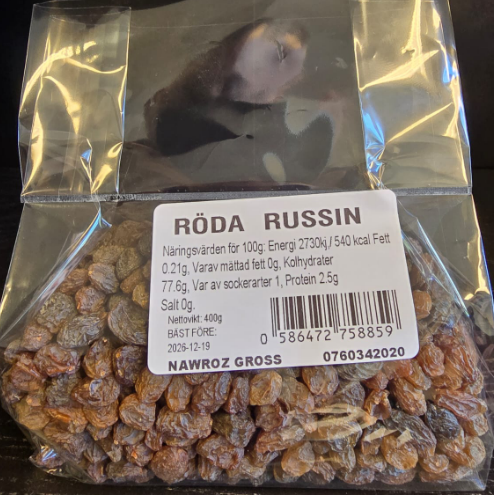 RÖDA RUSSIN
Näringsvärden för 100g: Energi 2730kj./ 540 kcal Fett
0.21g, Varav mättad fett 0g, Kolhydrater
77.6g, Var av sockerarter 1, Protein 2.5g
Salt 0g.
Nettovikt: 400g
BÄST FÖRE:
2026-12-19
0 586472 758859
NAWROZ GROSS 0760342020